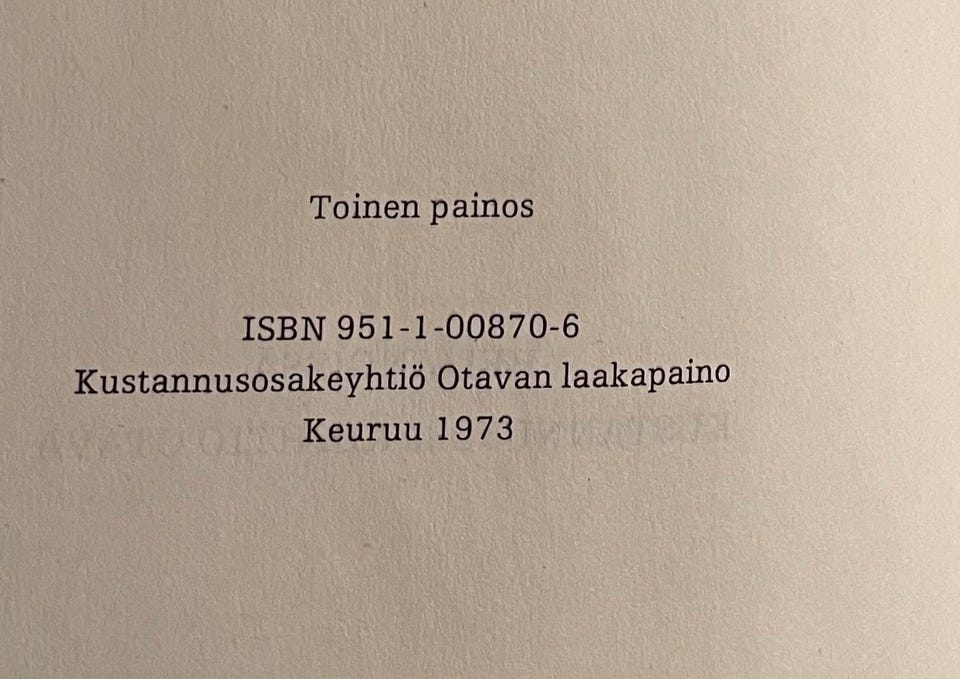 Toinen painos
ISBN 951-1-00870-6
Kustannusosakeyhtiö Otavan laakapaino
Keuruu 1973